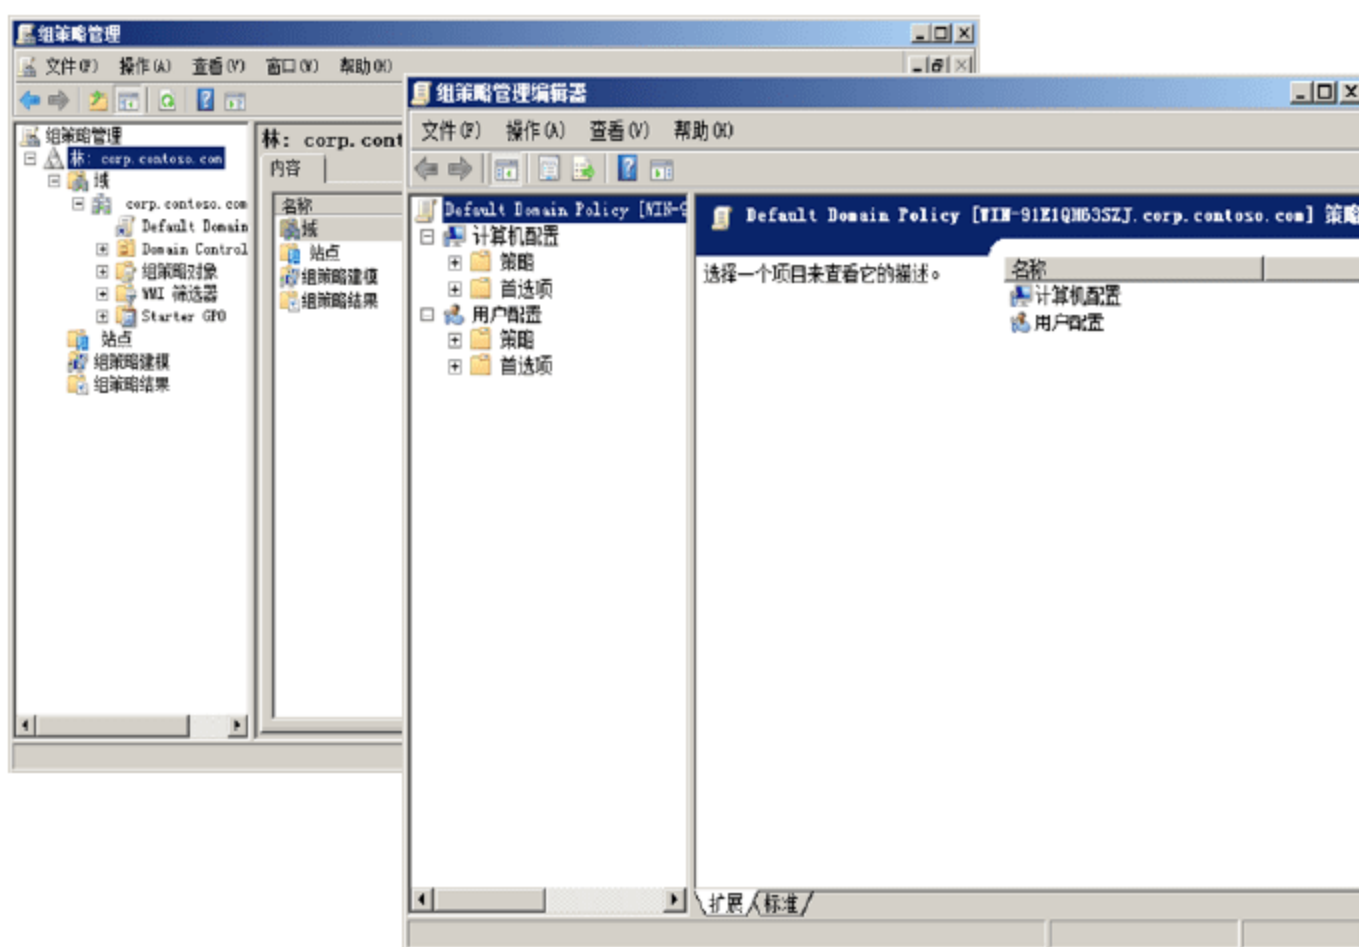 组策略管理
文件(F) 操作(A) 查看(V) 窗口(W) 帮助(H)
组策略管理
林: corp.contoso.com
域
corp.contoso.com
Default Domain
Domain Control
组策略对象
WMI 筛选器
Starter GPO
站点
组策略建模
组策略结果
林: corp.cont
内容
名称
域
站点
组策略建模
组策略结果
组策略管理编辑器
文件(F) 操作(A) 查看(V) 帮助(H)
Default Domain Policy [WIN-9
计算机配置
策略
首选项
用户配置
策略
首选项
Default Domain Policy [WIN-91E1QM63SZJ.corp.contoso.com] 策略
选择一个项目来查看它的描述。
名称
计算机配置
用户配置
扩展 标准